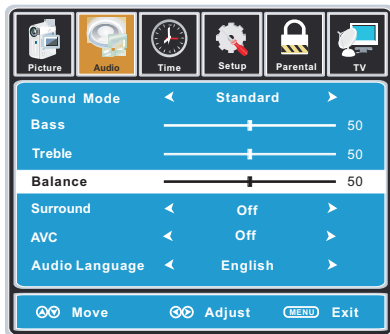 Picture Audio Time Setup Parental TV
Sound Mode Standard
Bass 50
Treble 50
Balance 50
Surround Off
AVC Off
Audio Language English
Move Adjust MENU Exit